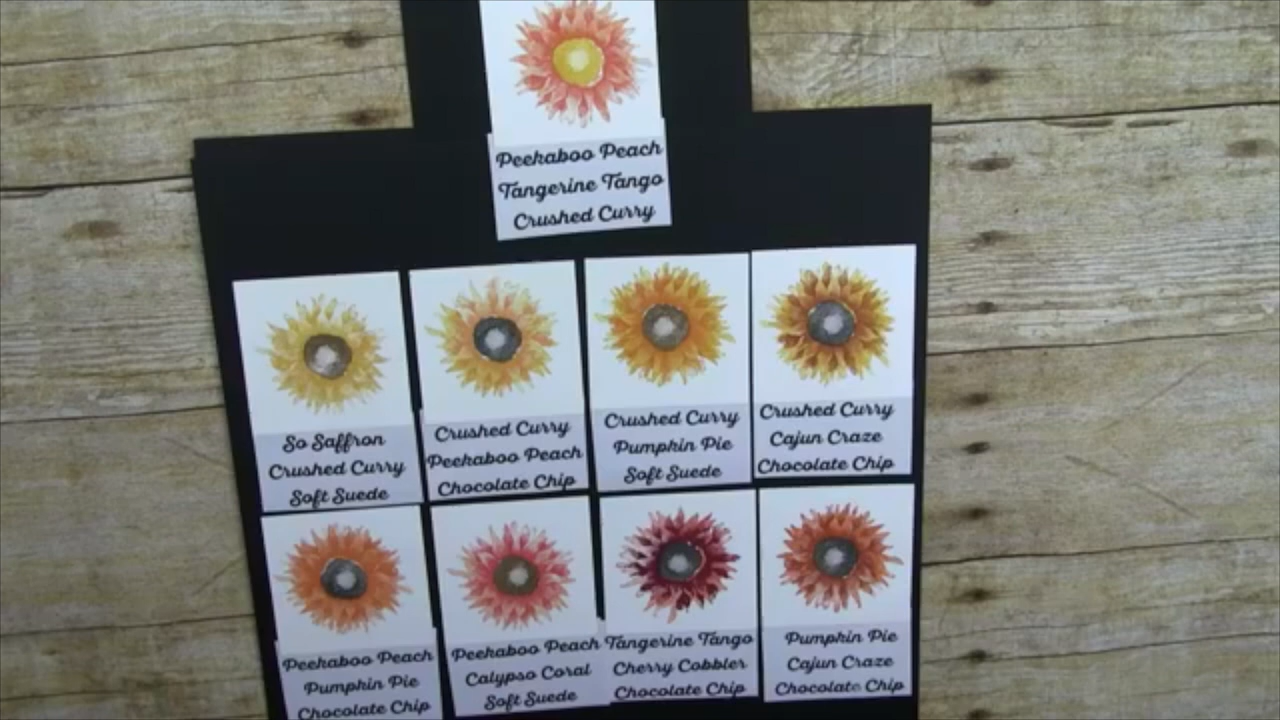 Peekaboo Peach
Tangerine Tango
Crushed Curry
So Saffron
Crushed Curry
Soft Suede
Crushed Curry
Peekaboo Peach
Chocolate Chip
Crushed Curry
Pumpkin Pie
Soft Suede
Crushed Curry
Cajun Craze
Chocolate Chip
Peekaboo Peach
Pumpkin Pie
Chocolate Chip
Peekaboo Peach
Calypso Coral
Soft Suede
Tangerine Tango
Cherry Cobbler
Chocolate Chip
Pumpkin Pie
Cajun Craze
Chocolate Chip